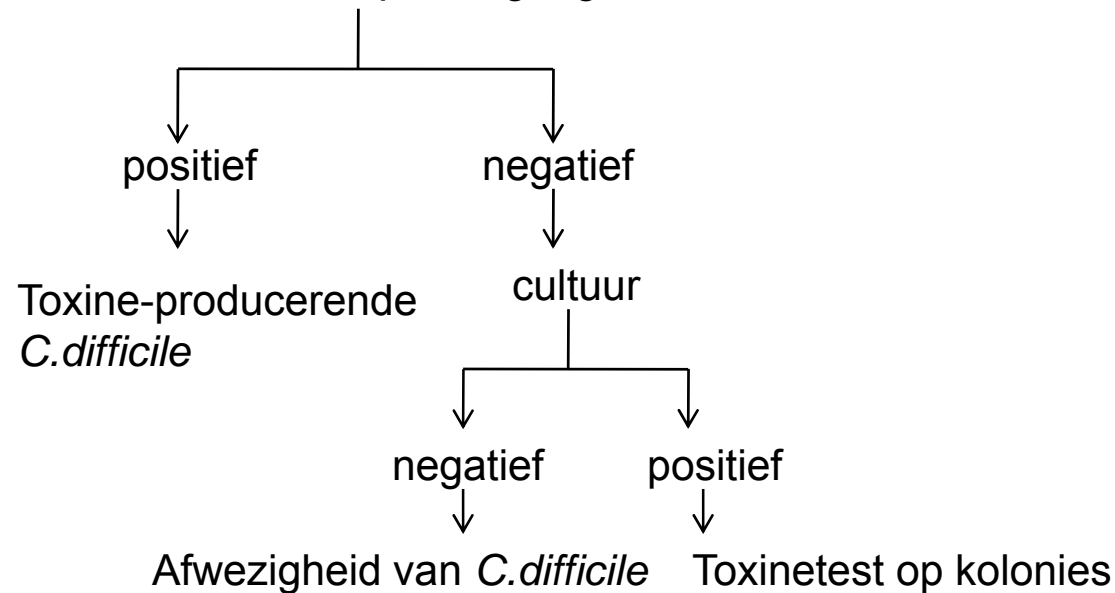 positief
negatief
Toxine-producerende
C.difficile
cultuur
negatief
positief
Afwezigheid van C.difficile
Toxinetest op kolonies